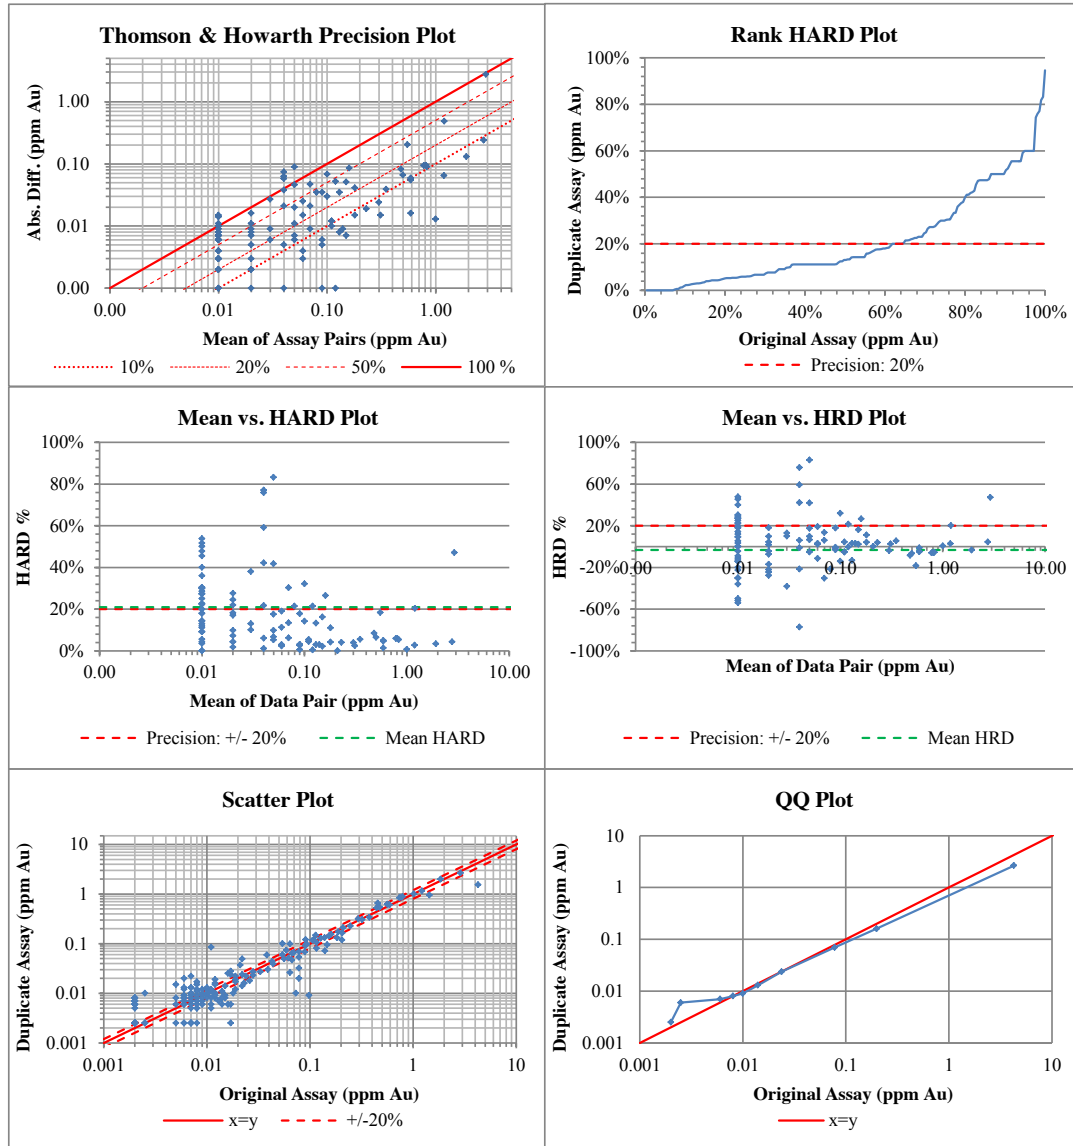 Thomson & Howarth Precision Plot
Abs. Diff. (ppm Au)
1.00
0.10
0.01
0.00
0.00 0.01 0.10 1.00
Mean of Assay Pairs (ppm Au)
10% 20% 50% 100 %
Rank HARD Plot
Duplicate Assay (ppm Au)
100%
80%
60%
40%
20%
0%
0% 20% 40% 60% 80% 100%
Original Assay (ppm Au)
Precision: 20%
Mean vs. HARD Plot
HARD %
100%
80%
60%
40%
20%
0%
0.00 0.01 0.10 1.00 10.00
Mean of Data Pair (ppm Au)
Precision: +/- 20% Mean HARD
Mean vs. HRD Plot
HRD %
100%
60%
20%
-20%
-60%
-100%
0.00 0.01 0.10 1.00 10.00
Mean of Data Pair (ppm Au)
Precision: +/- 20% Mean HRD
Scatter Plot
Duplicate Assay (ppm Au)
10
1
0.1
0.01
0.001
0.001 0.01 0.1 1 10
Original Assay (ppm Au)
x=y +/-20%
QQ Plot
Duplicate Assay (ppm Au)
10
1
0.1
0.01
0.001
0.001 0.01 0.1 1 10
Original Assay (ppm Au)
x=y